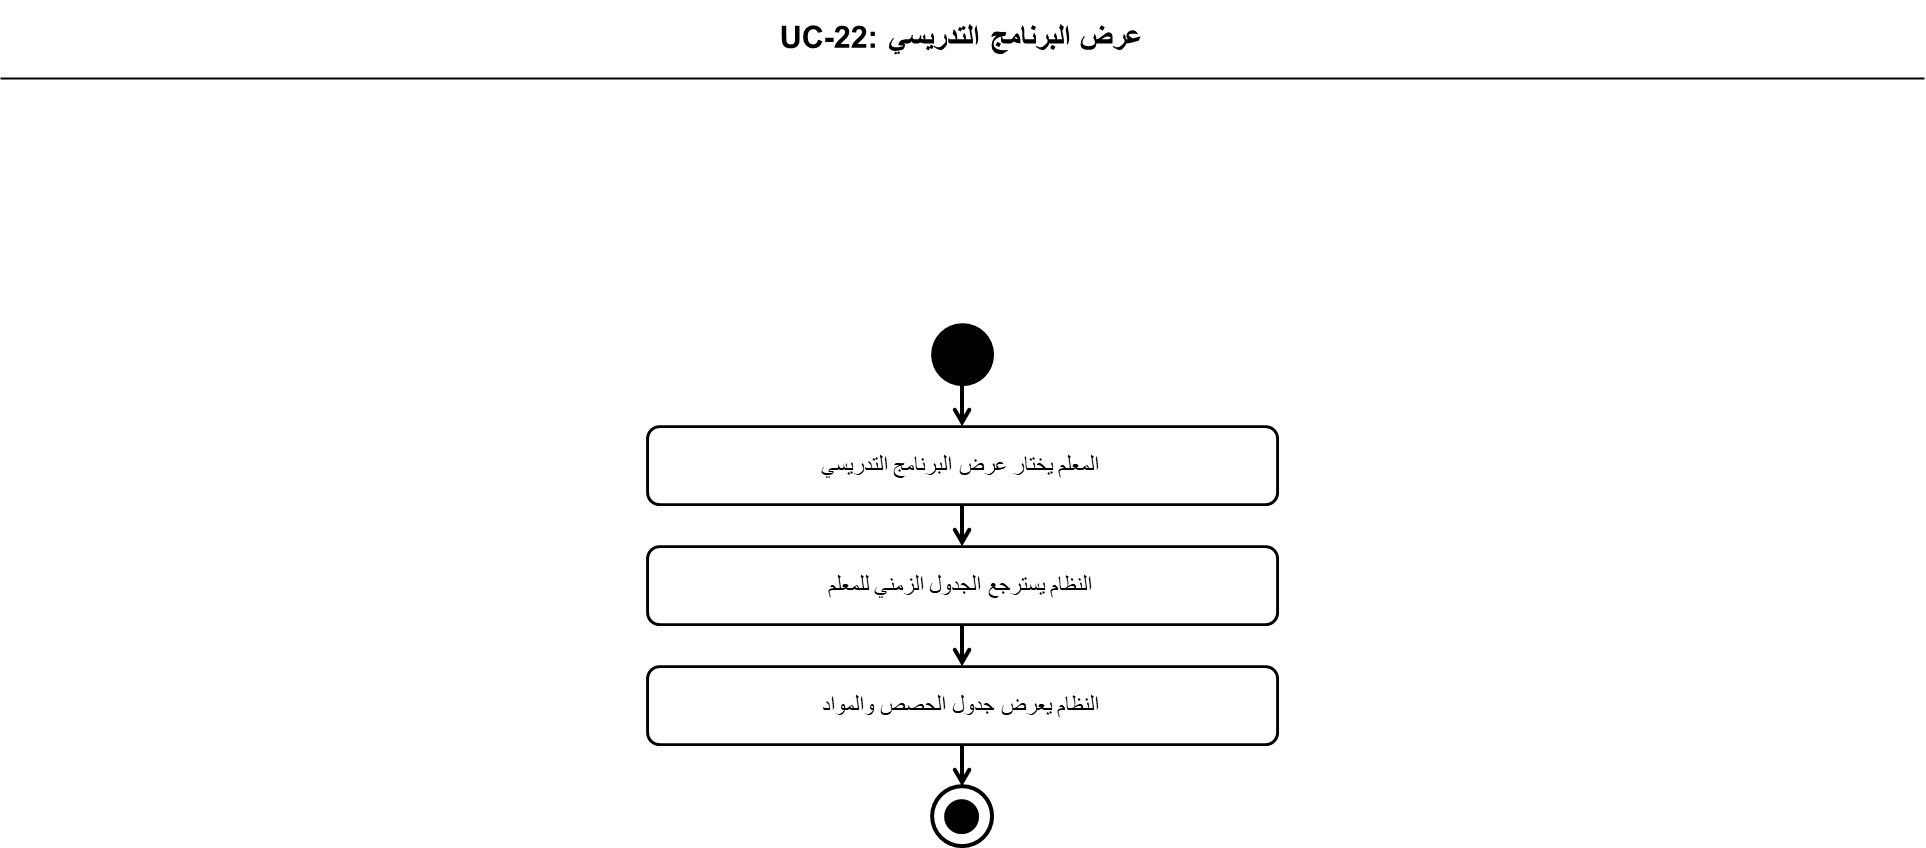 UC-22: عرض البرنامج التدريسي
المعلم يختار عرض البرنامج التدريسي
النظام يسترجع الجدول الزمني للمعلم
النظام يعرض جدول الحصص والمواد